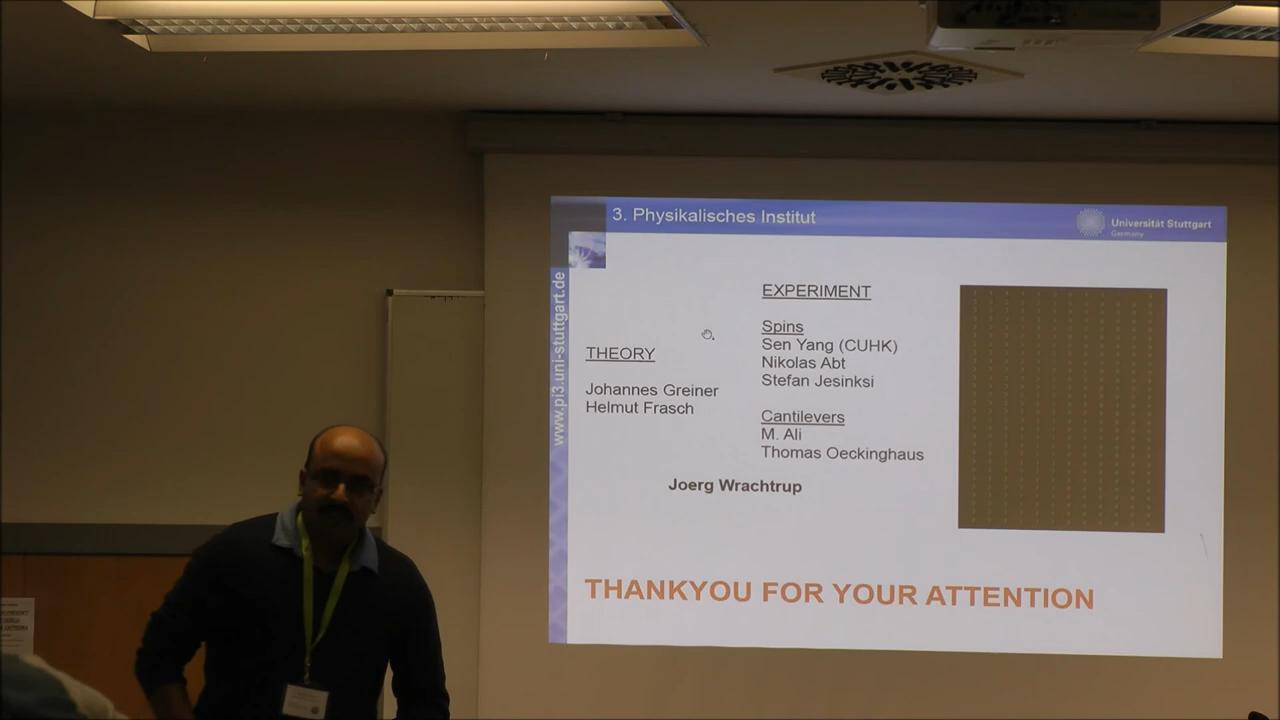 3. Physikalisches Institut
Universität Stuttgart
Germany
www.pi3.uni-stuttgart.de
THEORY
Johannes Greiner
Helmut Frasch
EXPERIMENT
Spins
Sen Yang (CUHK)
Nikolas Abt
Stefan Jesinksi
Cantilevers
M. Ali
Thomas Oeckinghaus
Joerg Wrachtrup
THANKYOU FOR YOUR ATTENTION